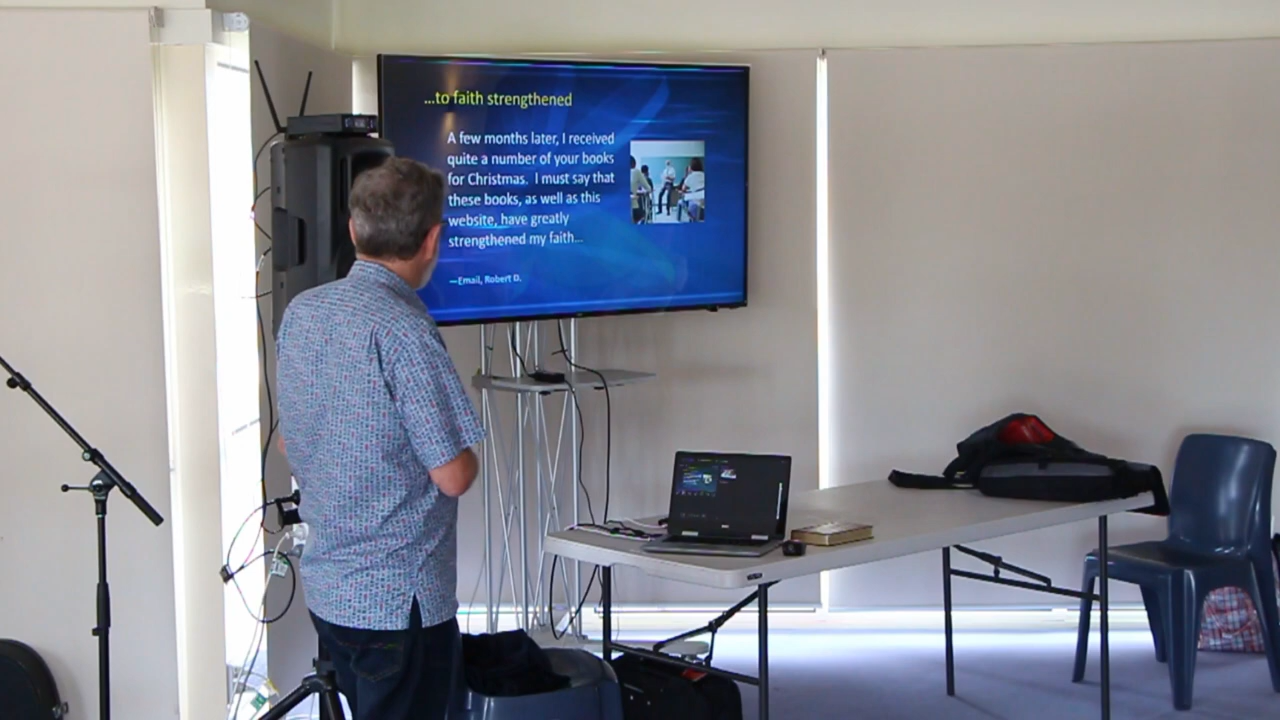 ...to faith strengthened
A few months later, I received
quite a number of your books
for Christmas. I must say that
these books, as well as this
website, have greatly
strengthened my faith...
—Email, Robert D.